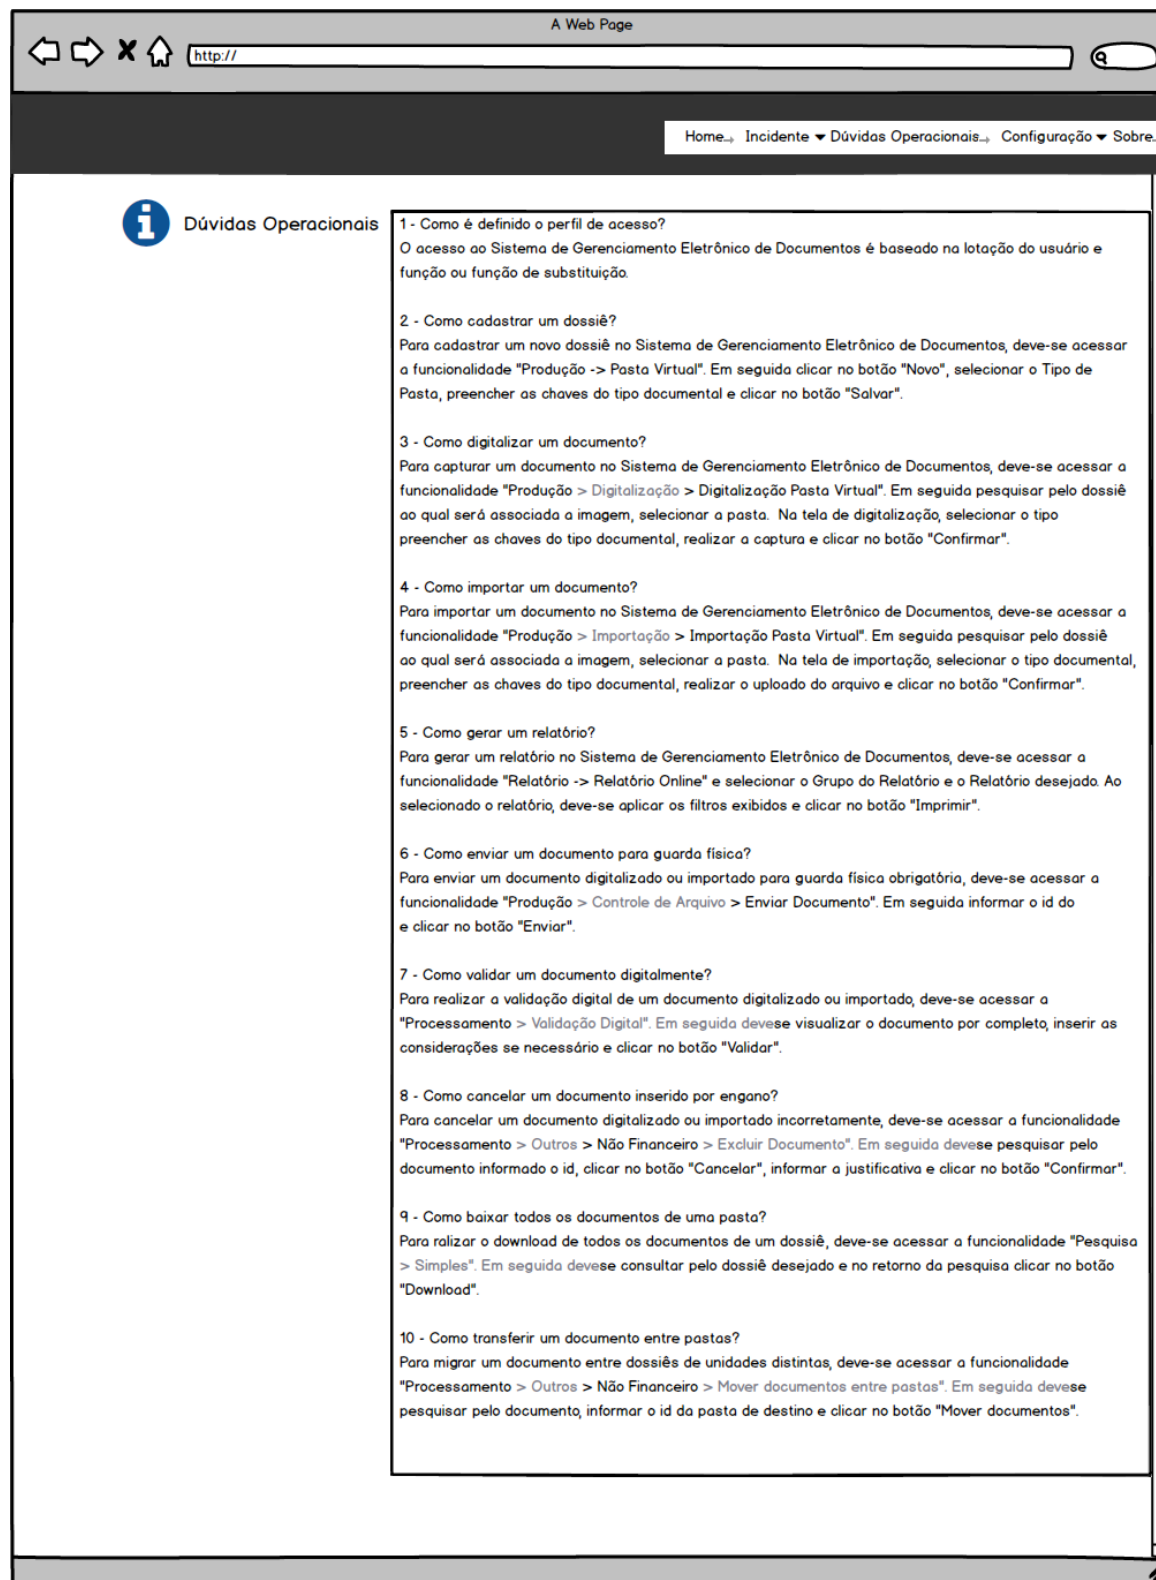 A Web Page
http://
Home Incidente Dúvidas Operacionais Configuração Sobre
Dúvidas Operacionais
1 - Como é definido o perfil de acesso?
O acesso ao Sistema de Gerenciamento Eletrônico de Documentos é baseado na lotação do usuário e
função ou função de substituição.
2 - Como cadastrar um dossiê?
Para cadastrar um novo dossiê no Sistema de Gerenciamento Eletrônico de Documentos, deve-se acessar
a funcionalidade "Produção -> Pasta Virtual". Em seguida clicar no botão "Novo", selecionar o Tipo de
Pasta, preencher as chaves do tipo documental e clicar no botão "Salvar".
3 - Como digitalizar um documento?
Para capturar um documento no Sistema de Gerenciamento Eletrônico de Documentos, deve-se acessar a
funcionalidade "Produção > Digitalização > Digitalização Pasta Virtual". Em seguida pesquisar pelo dossiê
ao qual será associada a imagem, selecionar a pasta. Na tela de digitalização, selecionar o tipo
preencher as chaves do tipo documental, realizar a captura e clicar no botão "Confirmar".
4 - Como importar um documento?
Para importar um documento no Sistema de Gerenciamento Eletrônico de Documentos, deve-se acessar a
funcionalidade "Produção > Importação > Importação Pasta Virtual". Em seguida pesquisar pelo dossiê
ao qual será associada a imagem, selecionar a pasta. Na tela de importação, selecionar o tipo documental,
preencher as chaves do tipo documental, realizar o uploado do arquivo e clicar no botão "Confirmar".
5 - Como gerar um relatório?
Para gerar um relatório no Sistema de Gerenciamento Eletrônico de Documentos, deve-se acessar a
funcionalidade "Relatório -> Relatório Online" e selecionar o Grupo do Relatório e o Relatório desejado. Ao
selecionado o relatório, deve-se aplicar os filtros exibidos e clicar no botão "Imprimir".
6 - Como enviar um documento para guarda física?
Para enviar um documento digitalizado ou importado para guarda física obrigatória, deve-se acessar a
funcionalidade "Produção > Controle de Arquivo > Enviar Documento". Em seguida informar o id do
e clicar no botão "Enviar".
7 - Como validar um documento digitalmente?
Para realizar a validação digital de um documento digitalizado ou importado, deve-se acessar a
"Processamento > Validação Digital". Em seguida devese visualizar o documento por completo, inserir as
considerações se necessário e clicar no botão "Validar".
8 - Como cancelar um documento inserido por engano?
Para cancelar um documento digitalizado ou importado incorretamente, deve-se acessar a funcionalidade
"Processamento > Outros > Não Financeiro > Excluir Documento". Em seguida devese pesquisar pelo
documento informado o id, clicar no botão "Cancelar", informar a justificativa e clicar no botão "Confirmar".
9 - Como baixar todos os documentos de uma pasta?
Para ralizar o download de todos os documentos de um dossiê, deve-se acessar a funcionalidade "Pesquisa
> Simples". Em seguida devese consultar pelo dossiê desejado e no retorno da pesquisa clicar no botão
"Download".
10 - Como transferir um documento entre pastas?
Para migrar um documento entre dossiês de unidades distintas, deve-se acessar a funcionalidade
"Processamento > Outros > Não Financeiro > Mover documentos entre pastas". Em seguida devese
pesquisar pelo documento, informar o id da pasta de destino e clicar no botão "Mover documentos".